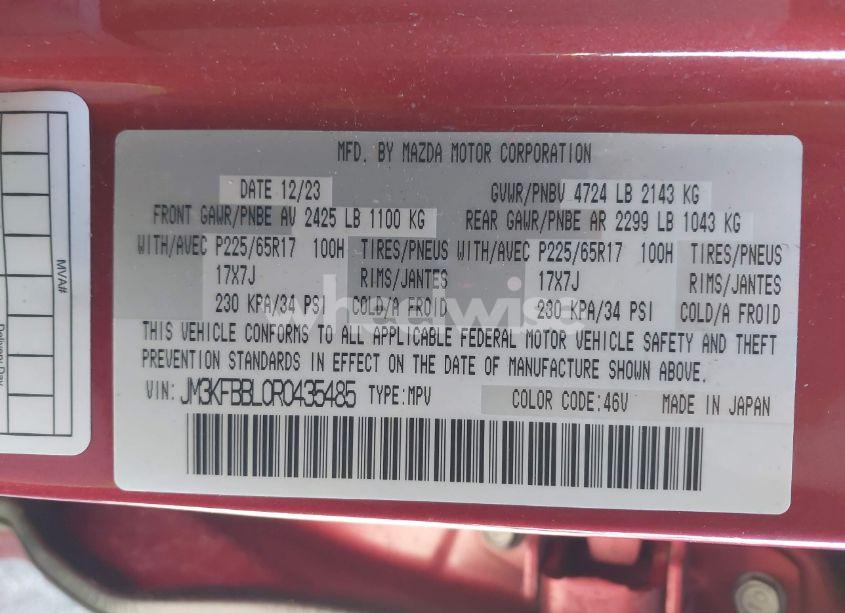 MFD. BY MAZDA MOTOR CORPORATION
DATE 12/23 GVWR/PNBV 4724 LB 2143 KG
FRONT GAWR/PNBE AV 2425 LB 1100 KG REAR GAWR/PNBE AR 2299 LB 1043 KG
WITH/AVEC P225/65R17 100H TIRES/PNEUS WITH/AVEC P225/65R17 100H TIRES/PNEUS
17X7J RIMS/JANTES 17X7J RIMS/JANTES
230 KPA/34 PSI COLD/A FROID 230 KPA/34 PSI COLD/A FROID
wheelwise
THIS VEHICLE CONFORMS TO ALL APPLICABLE FEDERAL MOTOR VEHICLE SAFETY AND THEFT
PREVENTION STANDARDS IN EFFECT ON THE DATE OF MANUFACTURE SHOWN ABOVE.
VIN: JM3KFBBL0R0435485 TYPE:MPV COLOR CODE:46V MADE IN JAPAN
MVA#
Delivery Day